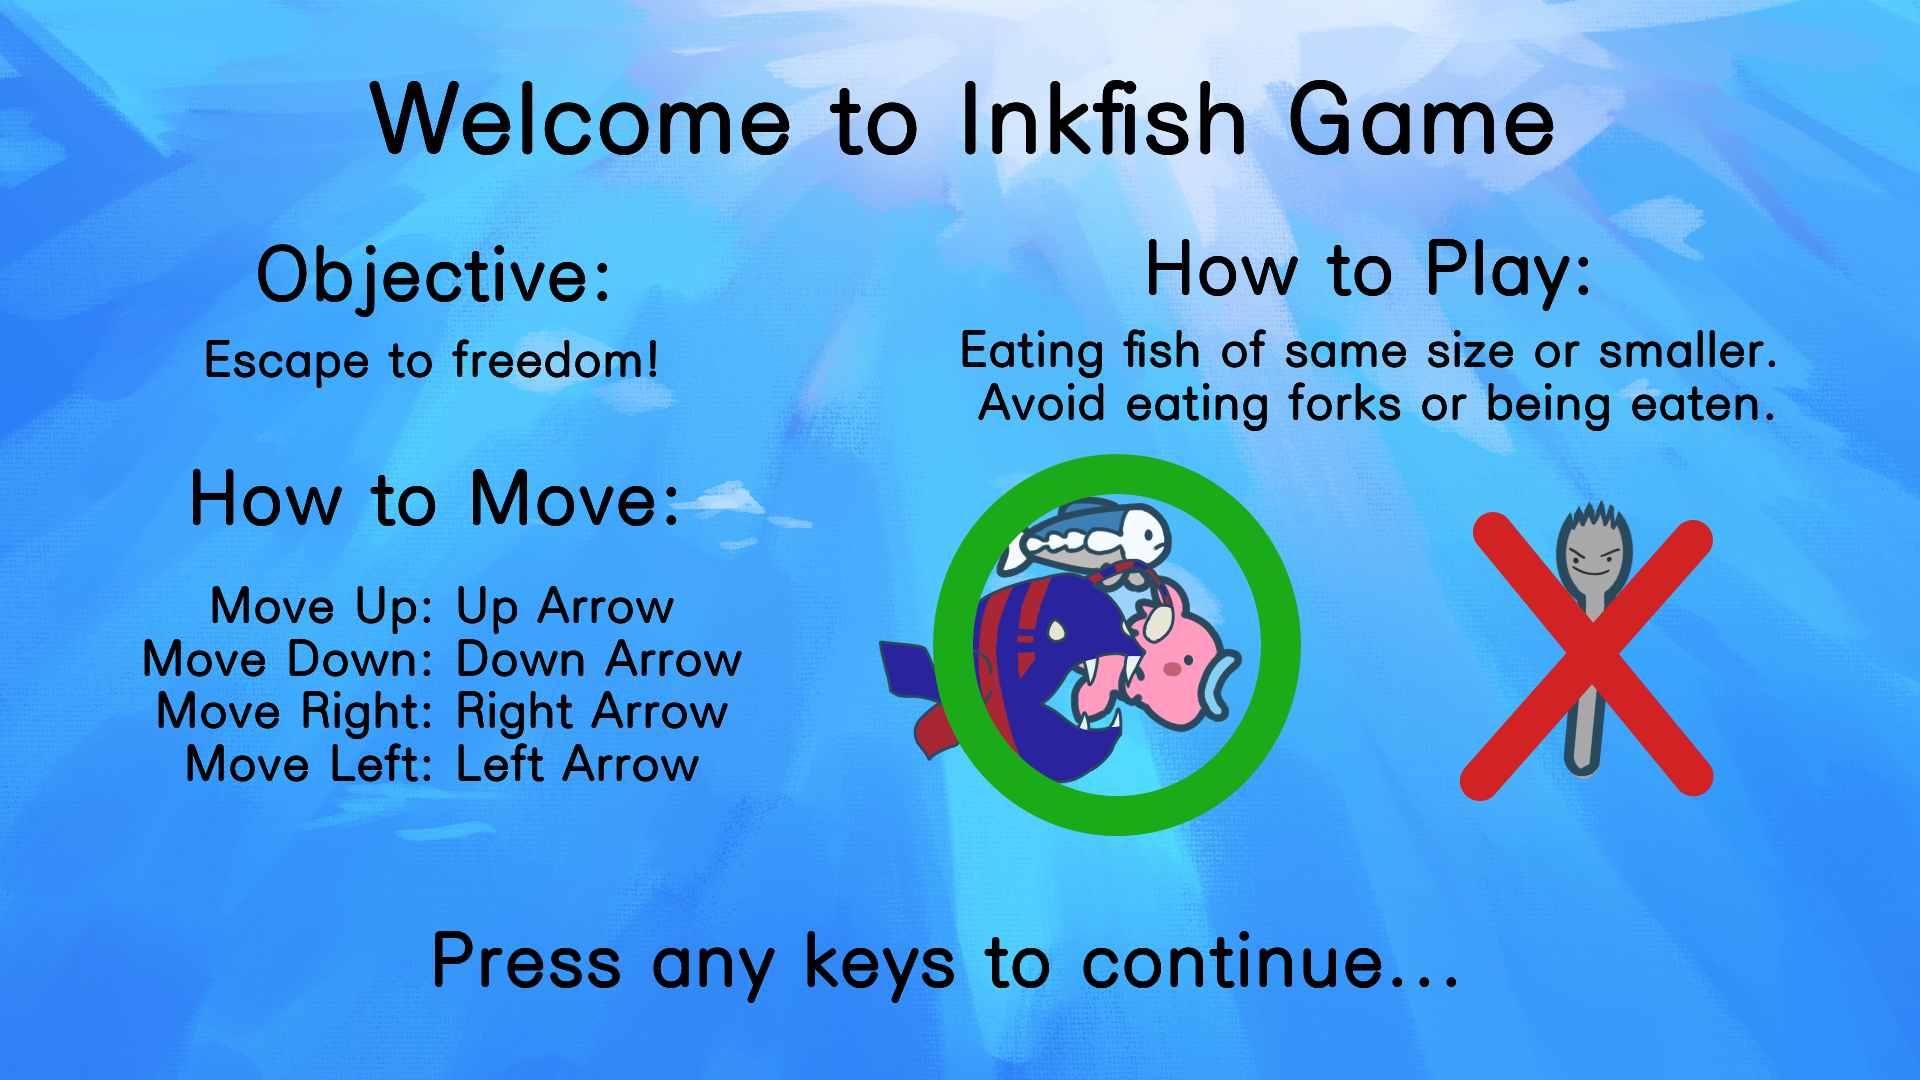 Welcome to Inkfish Game
Objective:
Escape to freedom!
How to Move:
Move Up: Up Arrow
Move Down: Down Arrow
Move Right: Right Arrow
Move Left: Left Arrow
How to Play:
Eating fish of same size or smaller.
Avoid eating forks or being eaten.
Press any keys to continue...